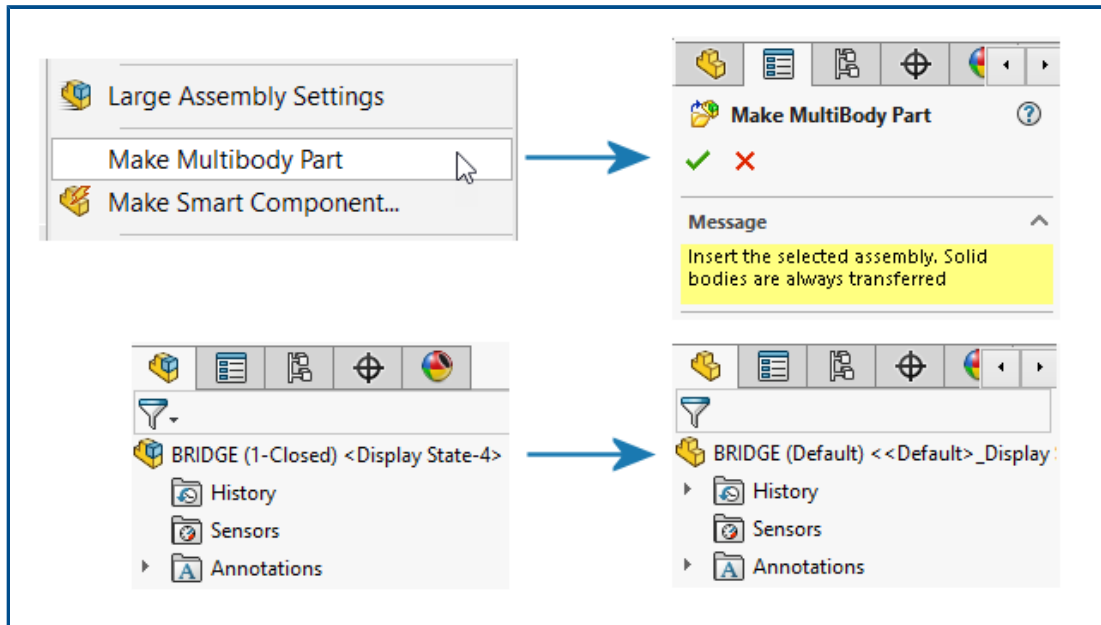 Large Assembly Settings
Make Multibody Part
Make Smart Component...
Make MultiBody Part
Message
Insert the selected assembly. Solid
bodies are always transferred
BRIDGE (1-Closed) <Display State-4>
History
Sensors
Annotations
BRIDGE (Default) <<Default>_Display
History
Sensors
Annotations